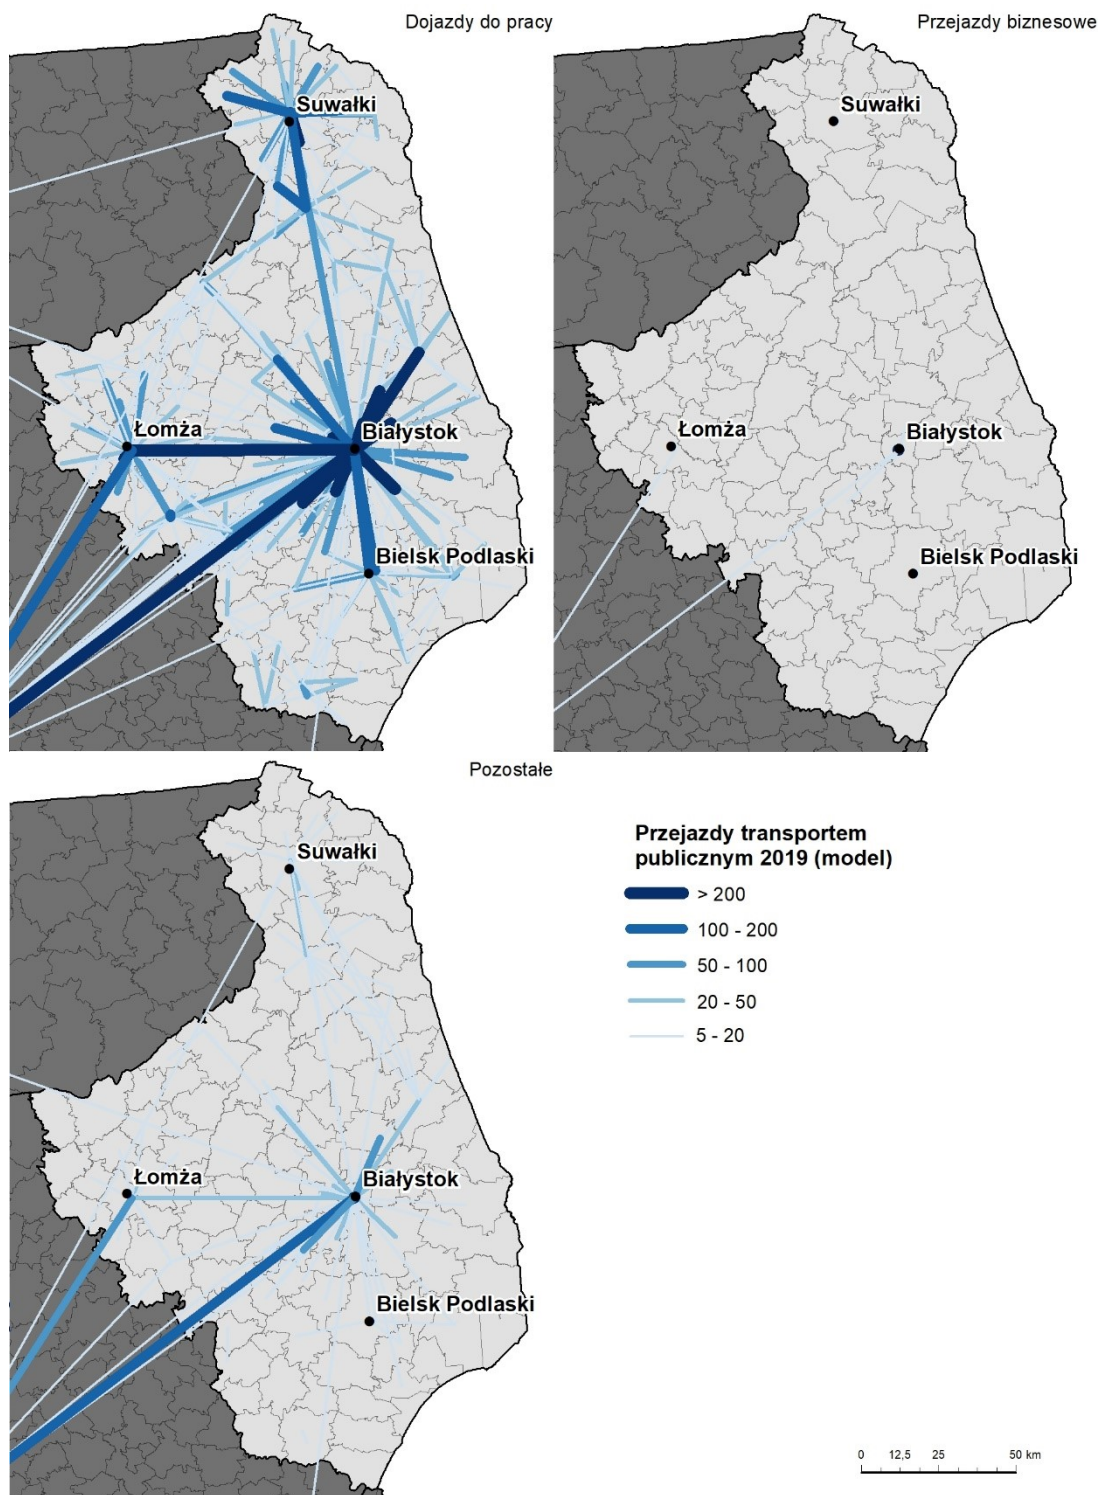 Dojazdy do pracy
Suwałki
Łomża
Białystok
Bielsk Podlaski
Przejazdy biznesowe
Suwałki
Łomża
Białystok
Bielsk Podlaski
Pozostałe
Suwałki
Łomża
Białystok
Bielsk Podlaski
Przejazdy transportem
publicznym 2019 (model)
> 200
100 - 200
50 - 100
20 - 50
5 - 20
0 12,5 25 50 km